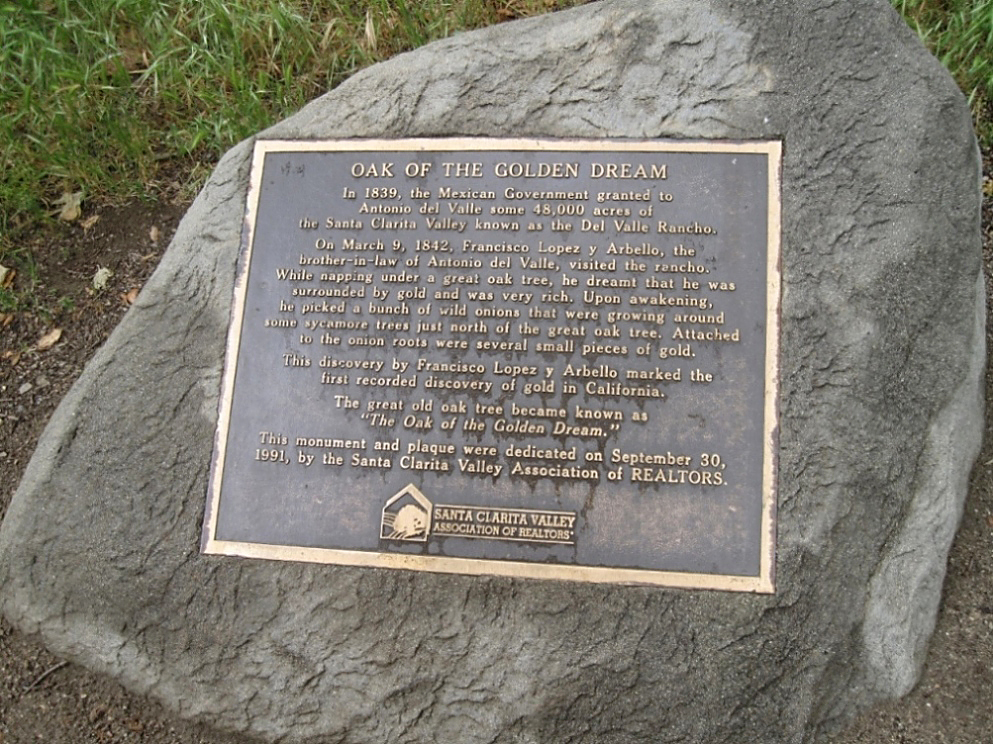 OAK OF THE GOLDEN DREAM
In 1839, the Mexican Government granted to
Antonio del Valle some 48,000 acres of
the Santa Clarita Valley known as the Del Valle Rancho.
On March 9, 1842, Francisco Lopez y Arbello, the
brother-in-law of Antonio del Valle, visited the rancho.
While napping under a great oak tree, he dreamt that he was
surrounded by gold and was very rich. Upon awakening,
he picked a bunch of wild onions that were growing around
some sycamore trees just north of the great oak tree. Attached
to the onion roots were several small pieces of gold.
This discovery by Francisco Lopez y Arbello marked the
first recorded discovery of gold in California.
The great old oak tree became known as
"The Oak of the Golden Dream."
This monument and plaque were dedicated on September 30,
1991, by the Santa Clarita Valley Association of REALTORS.
SANTA CLARITA VALLEY
ASSOCIATION OF REALTORS®